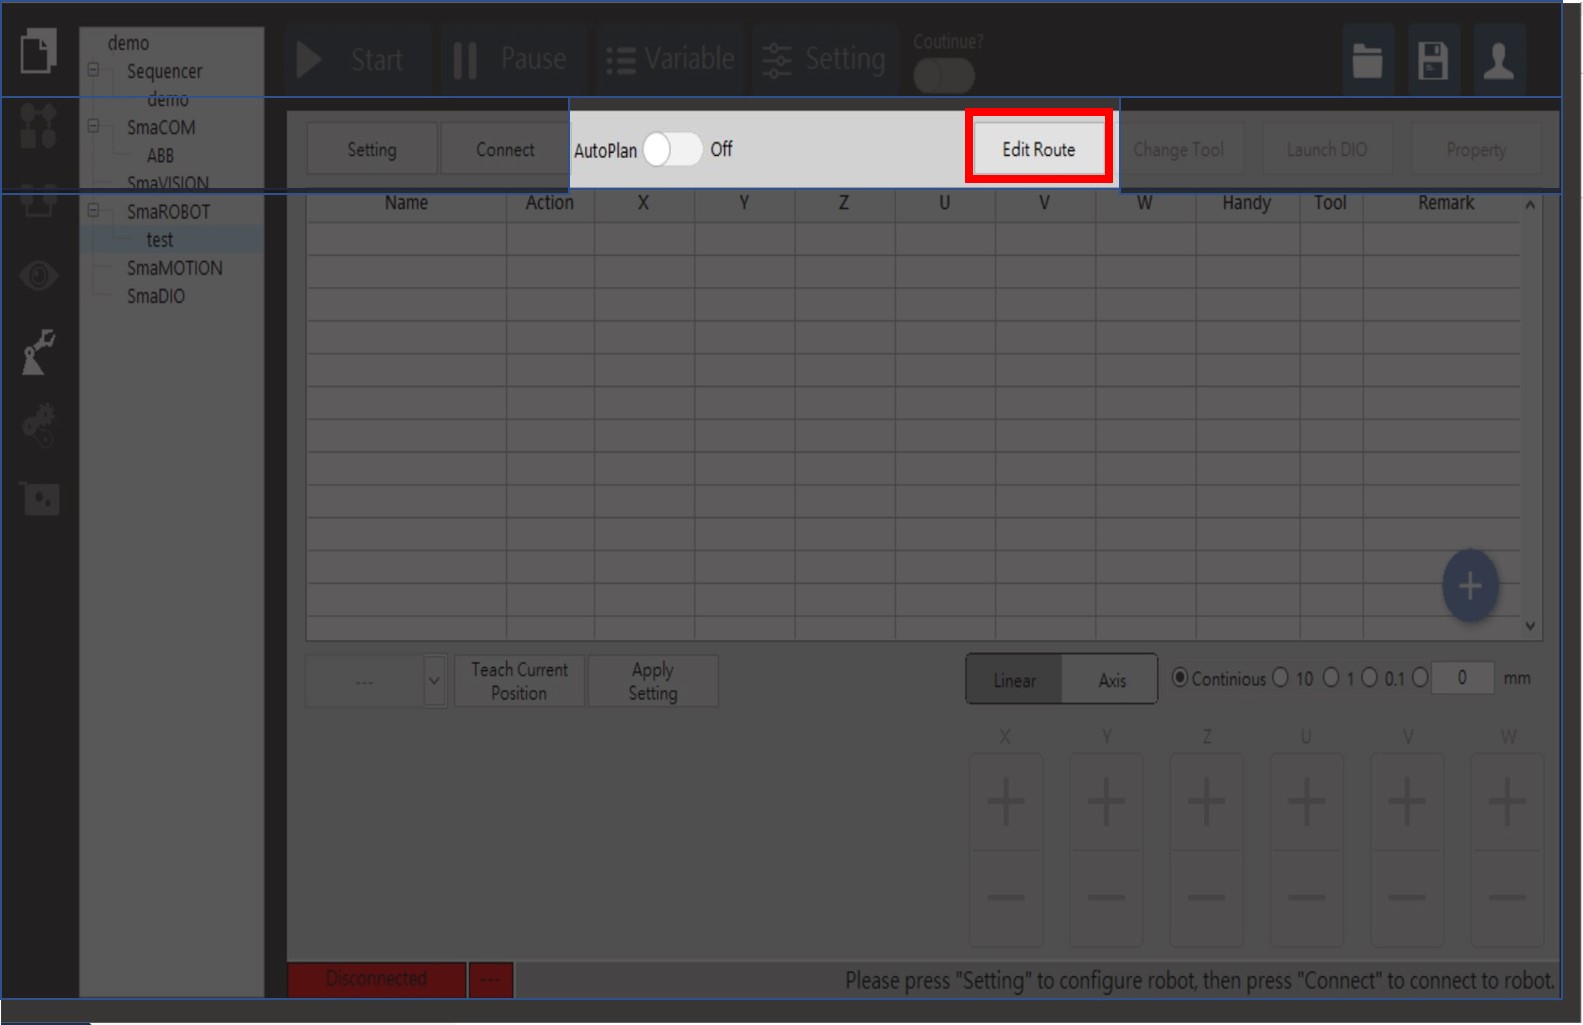 demo
Sequencer
demo
SmaCOM
ABB
SmaVISION
SmaROBOT
test
SmaMOTION
SmaDIO
Start
Pause
Variable
Setting
Coutinue?
Setting
Connect
AutoPlan
Off
Edit Route
Change Tool
Launch DIO
Property
Name Action X Y Z U V W Handy Tool Remark
+
---
Teach Current
Position
Apply
Setting
Linear
Axis
Continious 10 1 0.1 0 mm
X Y Z U V W
Disconnected
---
Please press "Setting" to configure robot, then press "Connect" to connect to robot.